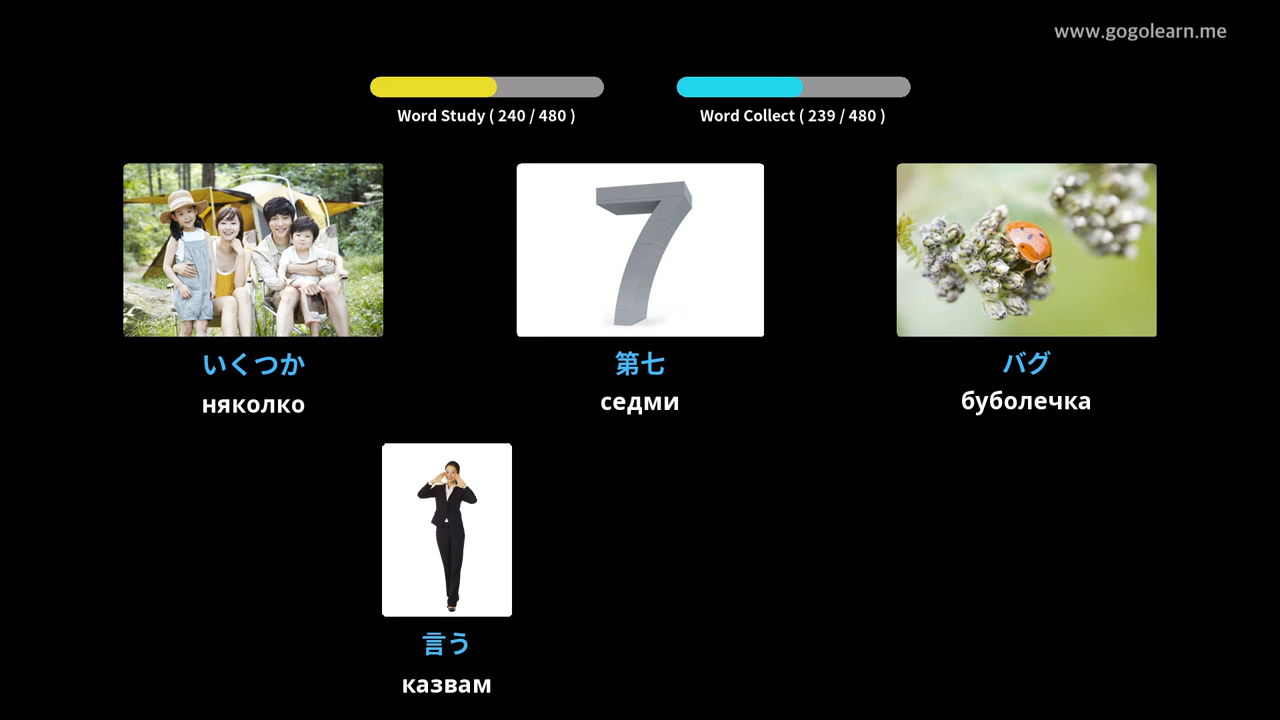 www.gogolearn.me
Word Study ( 240 / 480 )
Word Collect ( 239 / 480 )
いくつか
няколко
第七
седми
バグ
буболечка
言う
казвам